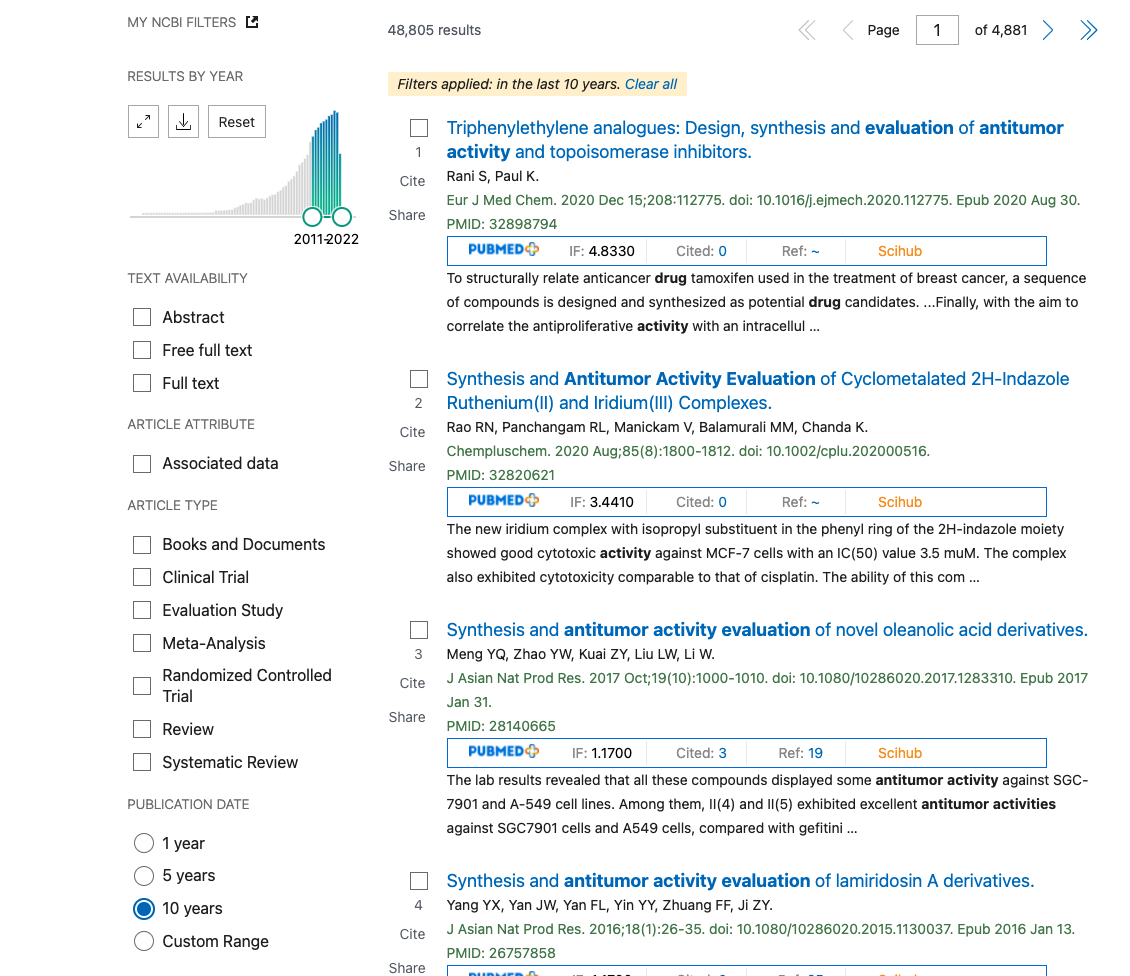 MY NCBI FILTERS
RESULTS BY YEAR
Reset
2011-2022
TEXT AVAILABILITY
Abstract
Free full text
Full text
ARTICLE ATTRIBUTE
Associated data
ARTICLE TYPE
Books and Documents
Clinical Trial
Evaluation Study
Meta-Analysis
Randomized Controlled
Trial
Review
Systematic Review
PUBLICATION DATE
1 year
5 years
10 years
Custom Range
48,805 results
Page 1 of 4,881
Filters applied: in the last 10 years. Clear all
Triphenylethylene analogues: Design, synthesis and evaluation of antitumor
1
activity and topoisomerase inhibitors.
Rani S, Paul K.
Cite
Eur J Med Chem. 2020 Dec 15;208:112775. doi: 10.1016/j.ejmech.2020.112775. Epub 2020 Aug 30.
Share
PMID: 32898794
PUBMED IF: 4.8330 Cited: 0 Ref: ~ Scihub
To structurally relate anticancer drug tamoxifen used in the treatment of breast cancer, a sequence
of compounds is designed and synthesized as potential drug candidates. ...Finally, with the aim to
correlate the antiproliferative activity with an intracellul ...
Synthesis and Antitumor Activity Evaluation of Cyclometalated 2H-Indazole
2
Ruthenium(II) and Iridium(III) Complexes.
Rao RN, Panchangam RL, Manickam V, Balamurali MM, Chanda K.
Cite
Chempluschem. 2020 Aug;85(8):1800-1812. doi: 10.1002/cplu.202000516.
Share
PMID: 32820621
PUBMED IF: 3.4410 Cited: 0 Ref: ~ Scihub
The new iridium complex with isopropyl substituent in the phenyl ring of the 2H-indazole moiety
showed good cytotoxic activity against MCF-7 cells with an IC(50) value 3.5 muM. The complex
also exhibited cytotoxicity comparable to that of cisplatin. The ability of this com ...
Synthesis and antitumor activity evaluation of novel oleanolic acid derivatives.
3
Meng YQ, Zhao YW, Kuai ZY, Liu LW, Li W.
Cite
J Asian Nat Prod Res. 2017 Oct;19(10):1000-1010. doi: 10.1080/10286020.2017.1283310. Epub 2017
Jan 31.
Share
PMID: 28140665
PUBMED IF: 1.1700 Cited: 3 Ref: 19 Scihub
The lab results revealed that all these compounds displayed some antitumor activity against SGC-
7901 and A-549 cell lines. Among them, II(4) and II(5) exhibited excellent antitumor activities
against SGC7901 cells and A549 cells, compared with gefitini ...
Synthesis and antitumor activity evaluation of lamiridosin A derivatives.
4
Yang YX, Yan JW, Yan FL, Yin YY, Zhuang FF, Ji ZY.
Cite
J Asian Nat Prod Res. 2016;18(1):26-35. doi: 10.1080/10286020.2015.1130037. Epub 2016 Jan 13.
PMID: 26757858
Share